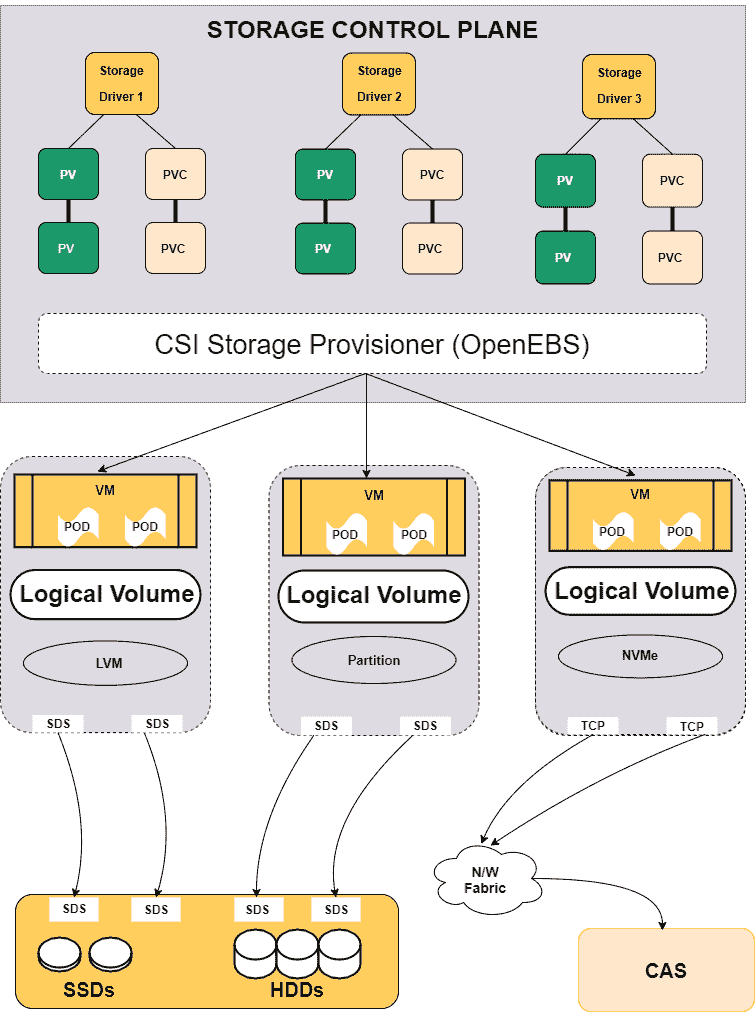 STORAGE CONTROL PLANE
Storage
Driver 1
Storage
Driver 2
Storage
Driver 3
PV
PVC
PV
PVC
PV
PVC
PV
PVC
PV
PVC
PV
PVC
CSI Storage Provisioner (OpenEBS)
VM
POD
POD
Logical Volume
LVM
SDS
SDS
VM
POD
POD
Logical Volume
Partition
SDS
SDS
VM
POD
POD
Logical Volume
NVMe
TCP
TCP
N/W
Fabric
SDS
SDS
SDS
SDS
SSDs
HDDs
CAS